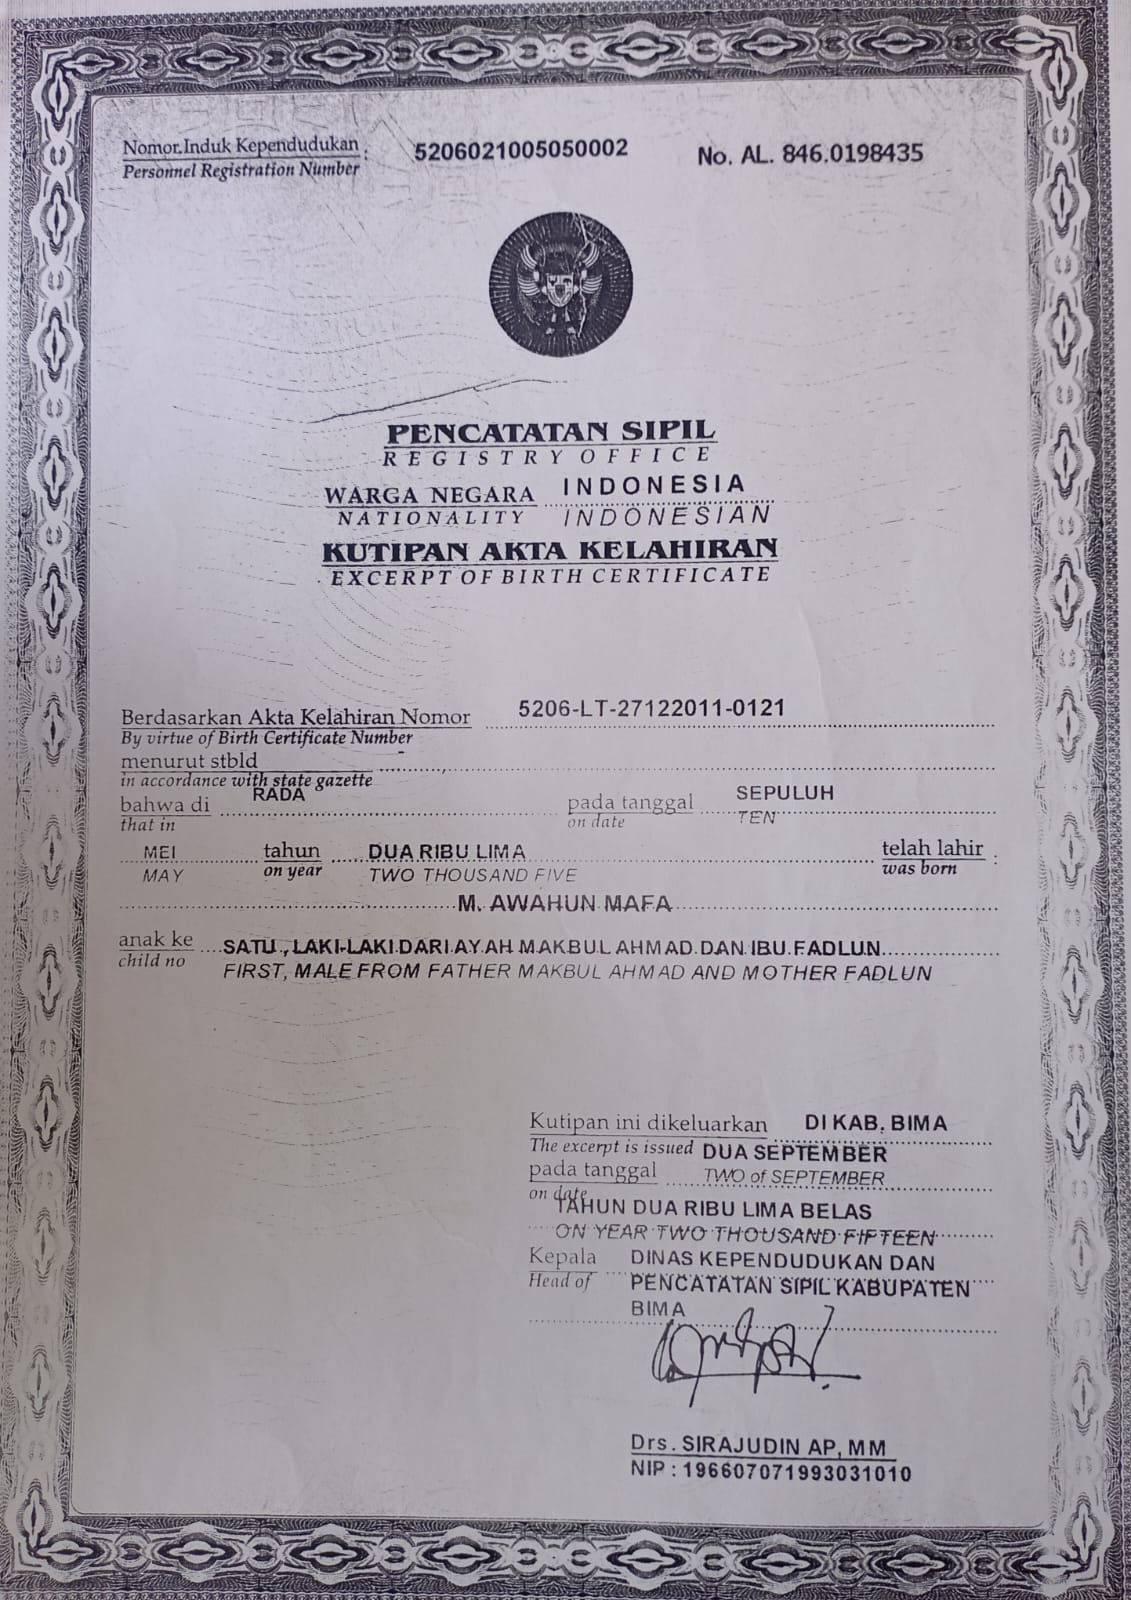 Nomor Induk Kependudukan : 5206021005050002 No. AL. 846.0198435
Personnel Registration Number
PENCATATAN SIPIL
REGISTRY OFFICE
WARGA NEGARA INDONESIA
NATIONALITY INDONESIAN
KUTIPAN AKTA KELAHIRAN
EXCERPT OF BIRTH CERTIFICATE
Berdasarkan Akta Kelahiran Nomor 5206-LT-27122011-0121
By virtue of Birth Certificate Number
menurut stbld -
in accordance with state gazette
bahwa di RADA pada tanggal SEPULUH
that in on date TEN
MEI tahun DUA RIBU LIMA telah lahir :
MAY on year TWO THOUSAND FIVE was born
M. AWAHUN MAFA
anak ke SATU, LAKI-LAKI DARI AYAH MAKBUL AHMAD DAN IBU FADLUN
child no FIRST, MALE FROM FATHER MAKBUL AHMAD AND MOTHER FADLUN
Kutipan ini dikeluarkan DI KAB. BIMA
The excerpt is issued DUA SEPTEMBER
pada tanggal TWO of SEPTEMBER
on date TAHUN DUA RIBU LIMA BELAS
ON YEAR TWO THOUSAND FIFTEEN
Kepala DINAS KEPENDUDUKAN DAN
Head of PENCATATAN SIPIL KABUPATEN
BIMA
Drs. SIRAJUDIN AP, MM
NIP : 196607071993031010